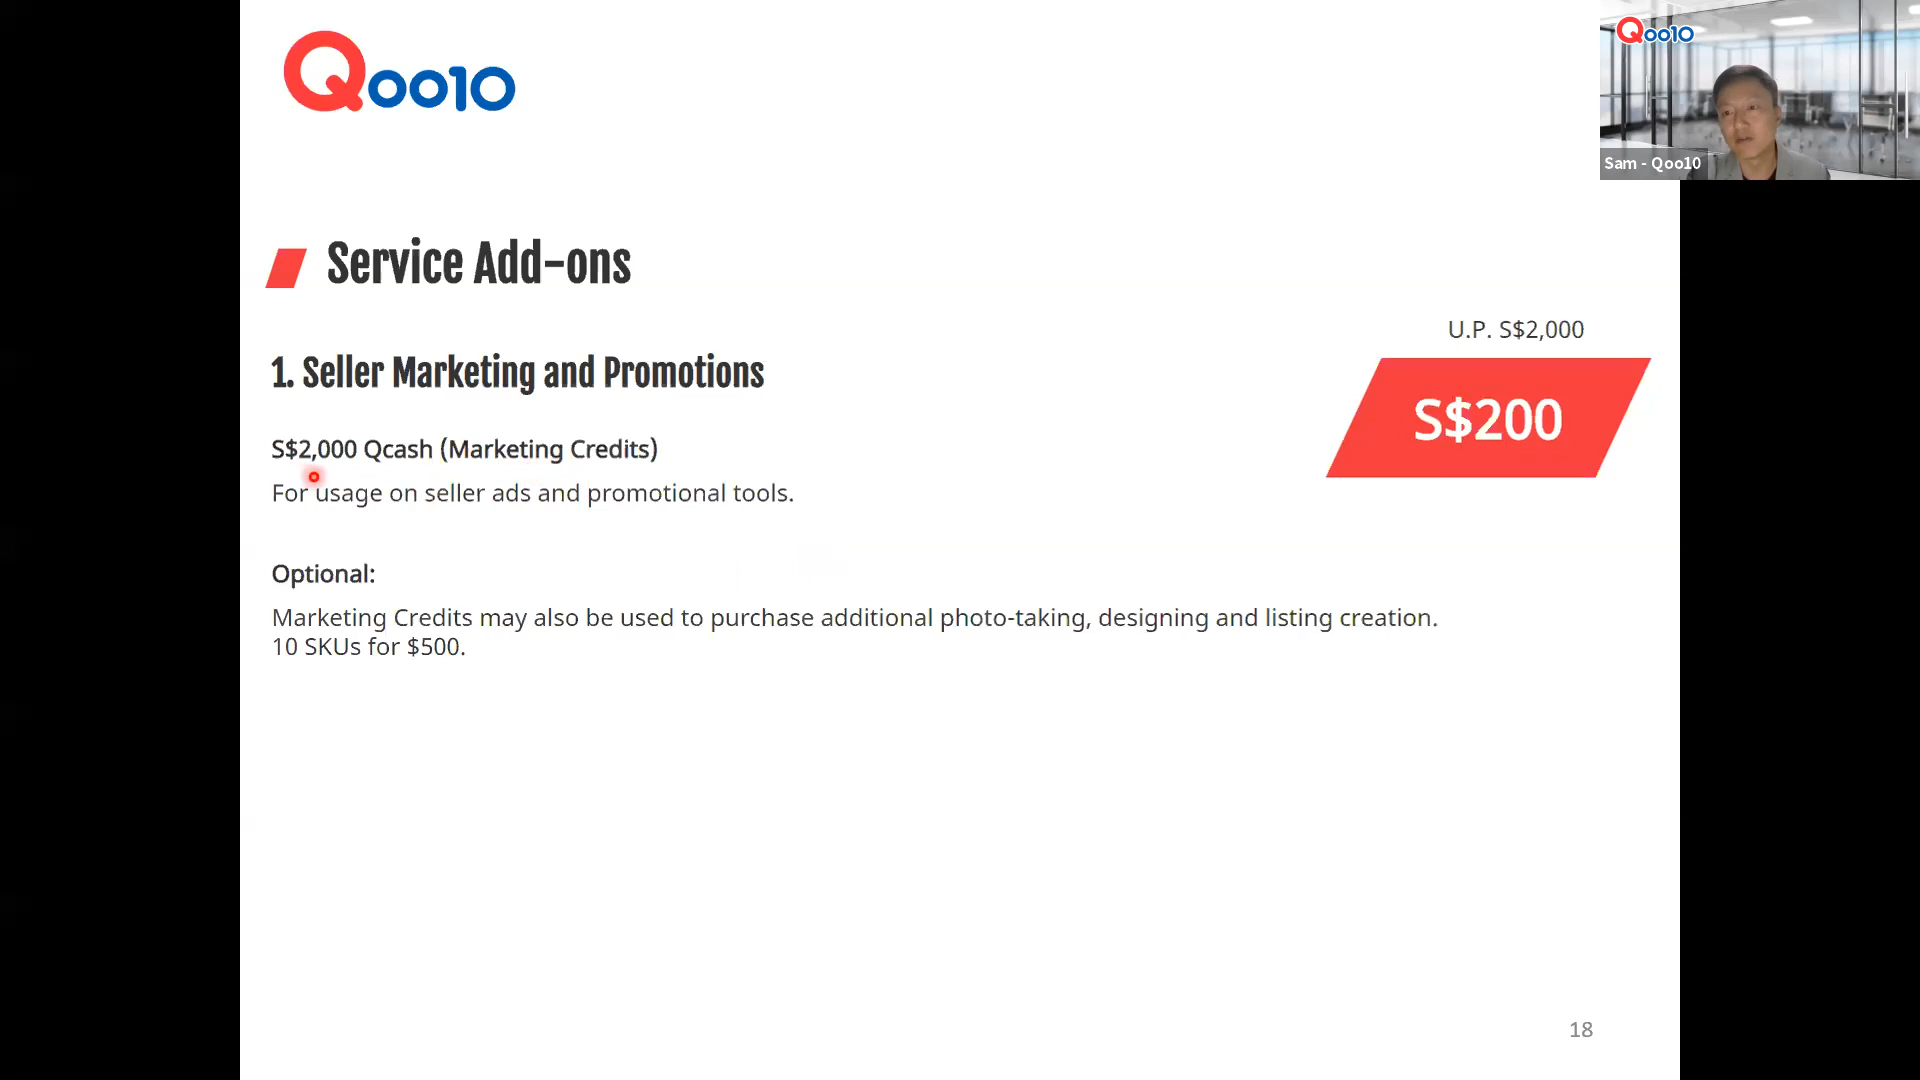 Qoo10
Qoo10
Sam - Qoo10
Service Add-ons
U.P. S$2,000
S$200
1. Seller Marketing and Promotions
S$2,000 Qcash (Marketing Credits)
For usage on seller ads and promotional tools.
Optional:
Marketing Credits may also be used to purchase additional photo-taking, designing and listing creation.
10 SKUs for $500.
18